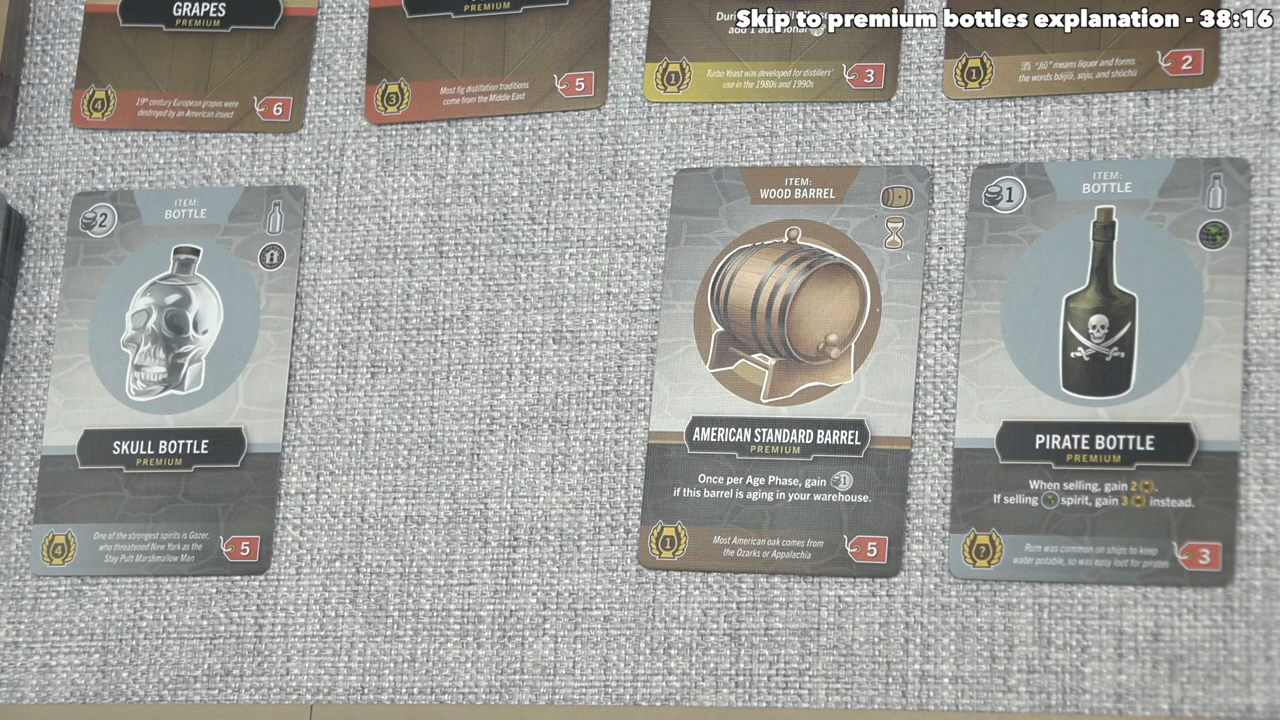 Skip to premium bottles explanation - 38:16
GRAPES
PREMIUM
4
19th century European grapes were
destroyed by an American insect
6
3
Most fig distillation traditions
come from the Middle East
5
add 1 additional
1
Turbo Yeast was developed for distillers'
use in the 1980s and 1990s
3
1
酒 "Jiǔ" means liquor and forms
the words báijiǔ, soju, and shōchū
2
2
ITEM:
BOTTLE
SKULL BOTTLE
PREMIUM
4
One of the strongest spirits is Gozer,
who threatened New York as the
Stay Puft Marshmallow Man
5
ITEM:
WOOD BARREL
AMERICAN STANDARD BARREL
PREMIUM
Once per Age Phase, gain 1
if this barrel is aging in your warehouse.
1
Most American oak comes from
the Ozarks or Appalachia
5
1
ITEM:
BOTTLE
PIRATE BOTTLE
PREMIUM
When selling, gain 2.
If selling spirit, gain 3 instead.
?
Rum was common on ships to keep
water potable, so was easy loot for pirates
3